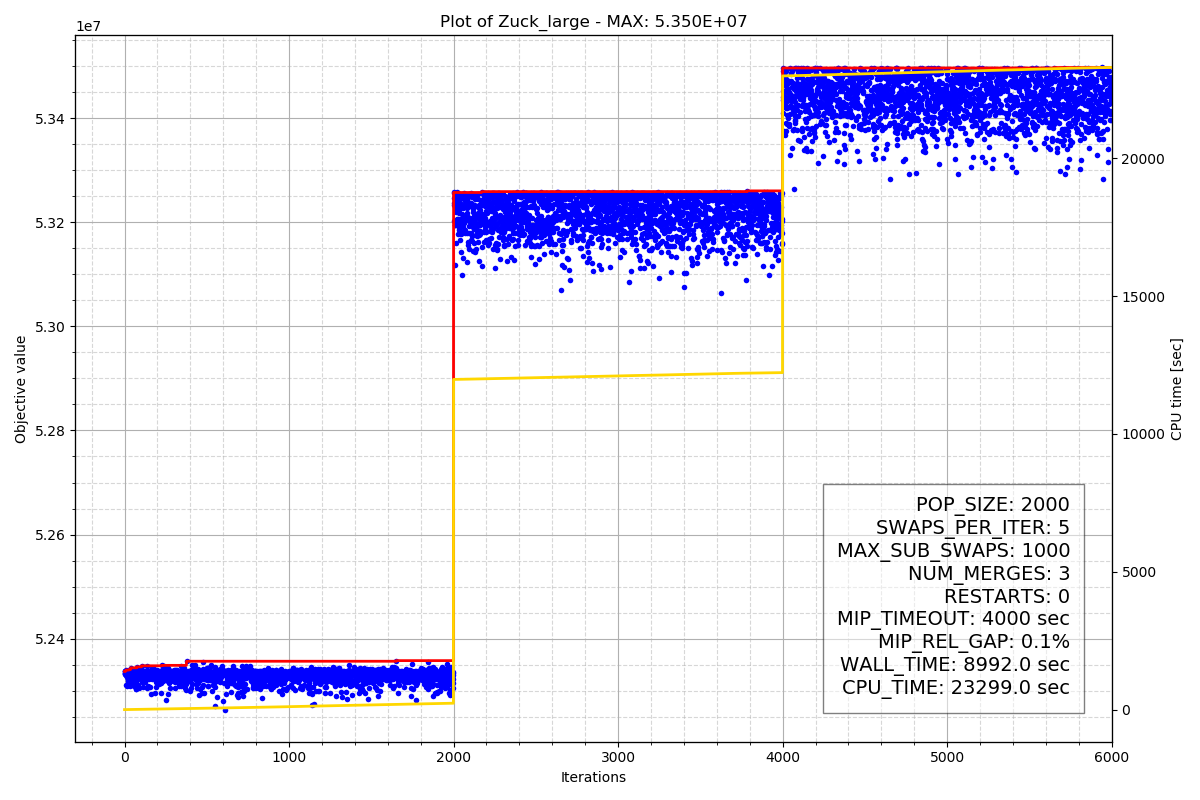 Plot of Zuck_large - MAX: 5.350E+07
1e7
5.34
5.32
5.30
5.28
5.26
5.24
Objective value
20000
15000
10000
5000
0
CPU time [sec]
POP_SIZE: 2000
SWAPS_PER_ITER: 5
MAX_SUB_SWAPS: 1000
NUM_MERGES: 3
RESTARTS: 0
MIP_TIMEOUT: 4000 sec
MIP_REL_GAP: 0.1%
WALL_TIME: 8992.0 sec
CPU_TIME: 23299.0 sec
0 1000 2000 3000 4000 5000 6000
Iterations